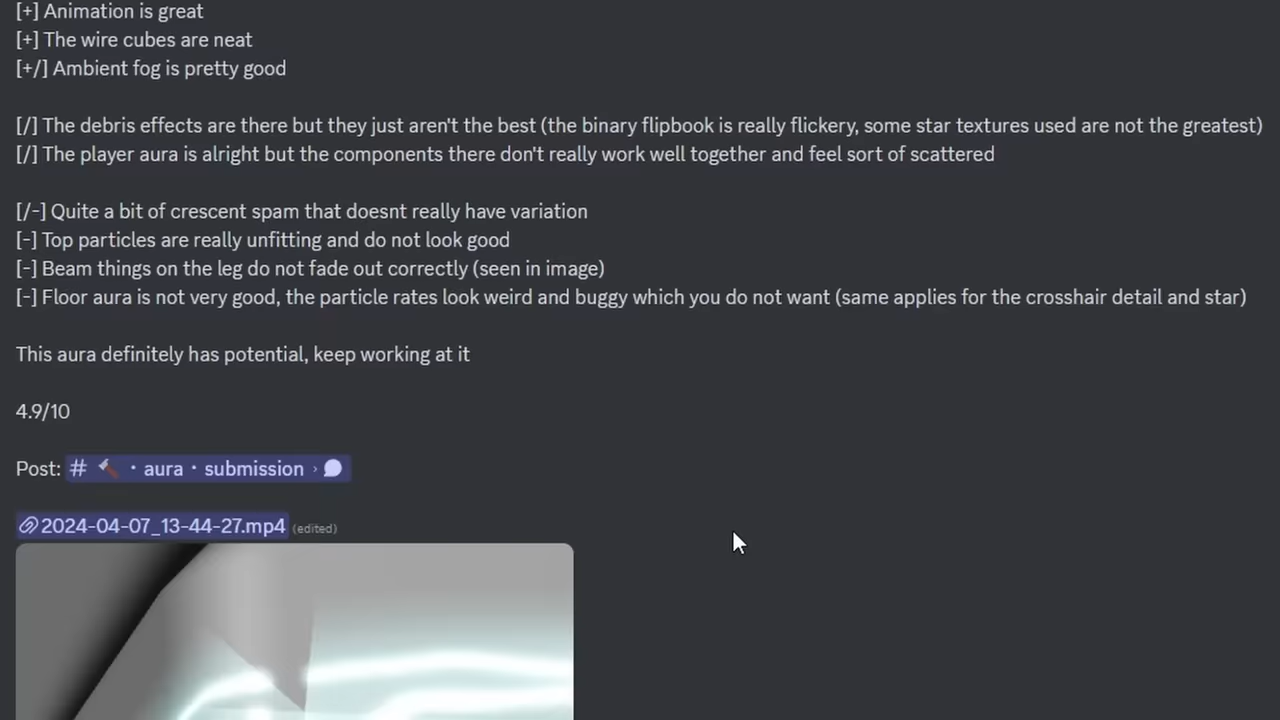 [+] Animation is great
[+] The wire cubes are neat
[+/] Ambient fog is pretty good
[/] The debris effects are there but they just aren't the best (the binary flipbook is really flickery, some star textures used are not the greatest)
[/] The player aura is alright but the components there don't really work well together and feel sort of scattered
[/-] Quite a bit of crescent spam that doesnt really have variation
[-] Top particles are really unfitting and do not look good
[-] Beam things on the leg do not fade out correctly (seen in image)
[-] Floor aura is not very good, the particle rates look weird and buggy which you do not want (same applies for the crosshair detail and star)
This aura definitely has potential, keep working at it
4.9/10
Post: # 🔨・aura・submission ›
2024-04-07_13-44-27.mp4 (edited)